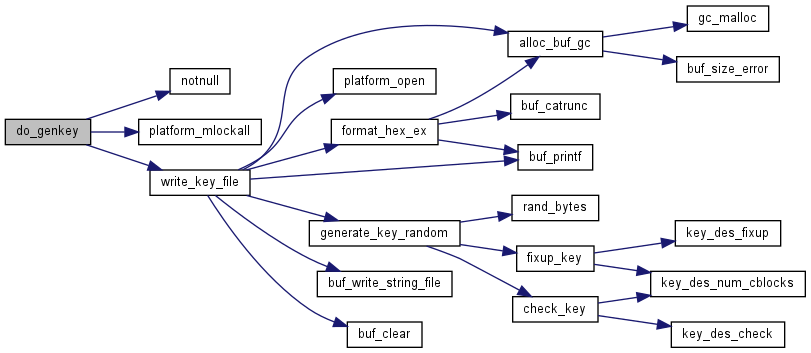 do_genkey
notnull
platform_mlockall
write_key_file
platform_open
format_hex_ex
generate_key_random
buf_write_string_file
buf_clear
alloc_buf_gc
buf_catrunc
buf_printf
rand_bytes
fixup_key
check_key
gc_malloc
buf_size_error
key_des_fixup
key_des_num_cblocks
key_des_check